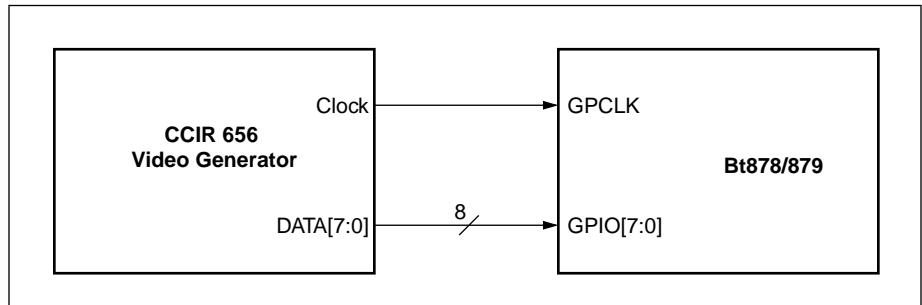 Clock
GPCLK
CCIR 656
Video Generator
Bt878/879
DATA[7:0]
8
GPIO[7:0]